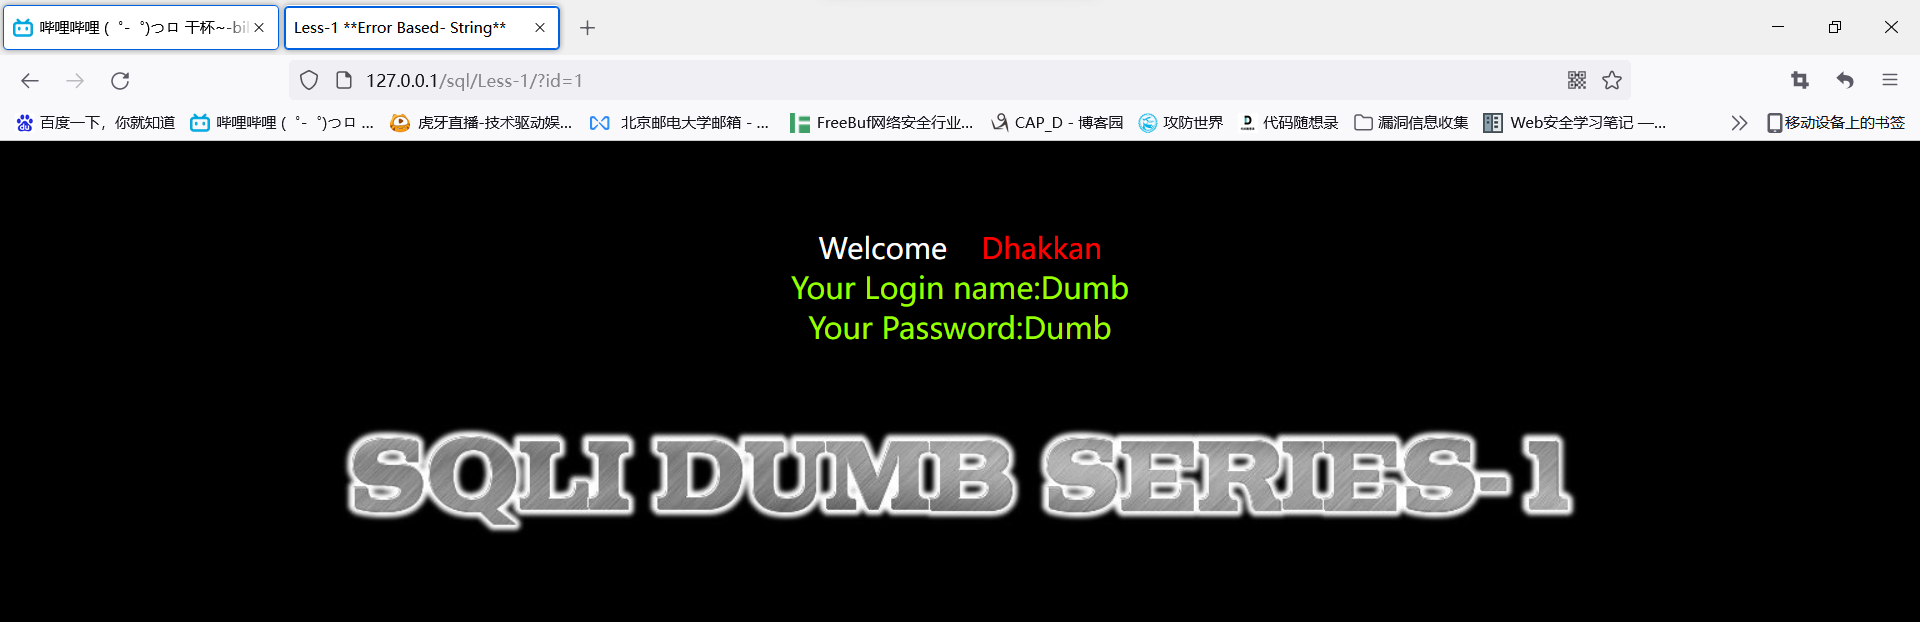 哔哩哔哩 (゜-゜)つロ 干杯~-bil
Less-1 **Error Based- String**
127.0.0.1/sql/Less-1/?id=1
百度一下，你就知道 哔哩哔哩 (゜-゜)つロ ... 虎牙直播-技术驱动娱... 北京邮电大学邮箱 - ... FreeBuf网络安全行业... CAP_D - 博客园 攻防世界 代码随想录 漏洞信息收集 Web安全学习笔记 —... 移动设备上的书签
Welcome Dhakkan
Your Login name:Dumb
Your Password:Dumb
SQLI DUMB SERIES-1